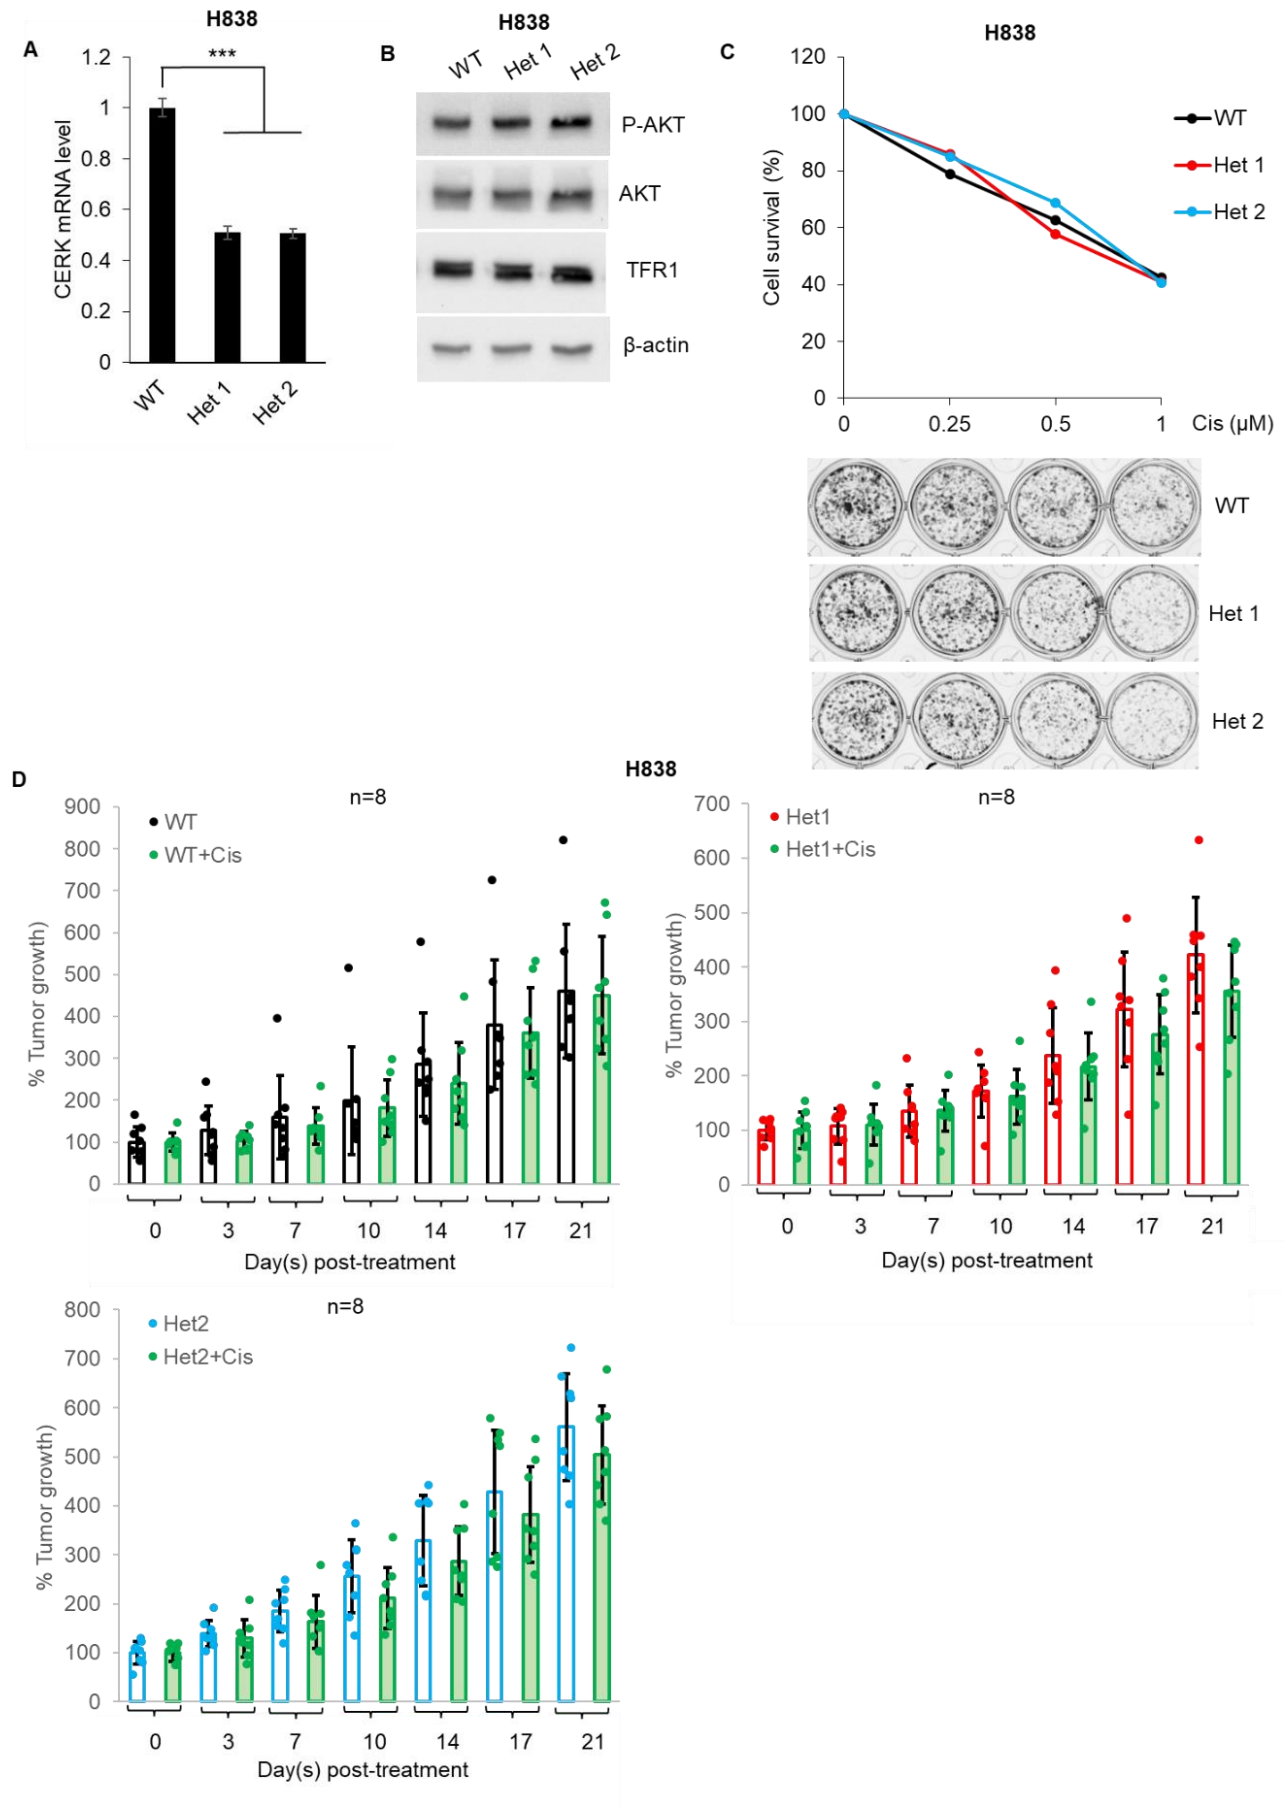 A
H838
***
CERK mRNA level
1.2
1
0.8
0.6
0.4
0.2
0
WT
Het 1
Het 2
B
H838
WT
Het 1
Het 2
P-AKT
AKT
TFR1
β-actin
C
H838
Cell survival (%)
120
100
80
60
40
20
0
0
0.25
0.5
1
Cis (µM)
WT
Het 1
Het 2
WT
Het 1
Het 2
D
H838
n=8
WT
WT+Cis
% Tumor growth)
900
800
700
600
500
400
300
200
100
0
0
3
7
10
14
17
21
Day(s) post-treatment
n=8
Het1
Het1+Cis
% Tumor growth)
700
600
500
400
300
200
100
0
0
3
7
10
14
17
21
Day(s) post-treatment
n=8
Het2
Het2+Cis
% Tumor growth)
800
700
600
500
400
300
200
100
0
0
3
7
10
14
17
21
Day(s) post-treatment